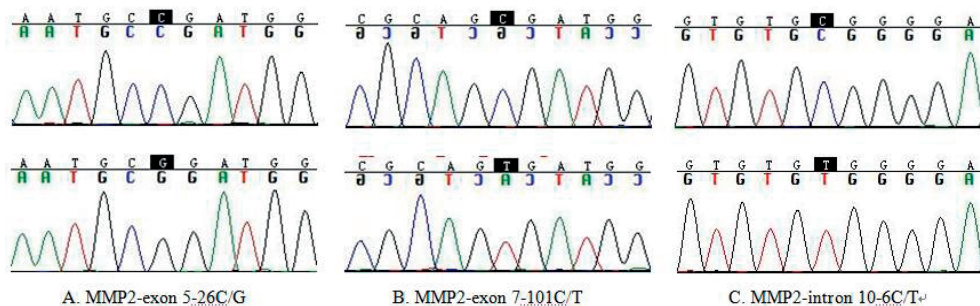 A A T G C C G A T G G
A A T G C C G A T G G
C G C A G C G A T G G
G C G T C G C T A C C
G T G T G C G G G G A
G T G T G C G G G G A
A A T G C G G A T G G
A A T G C G G A T G G
C G C A G T G A T G G
G C G T C A C T A C C
G T G T G T G G G G A
G T G T G T G G G G A
A. MMP2-exon 5-26C/G
B. MMP2-exon 7-101C/T
C. MMP2-intron 10-6C/T↵